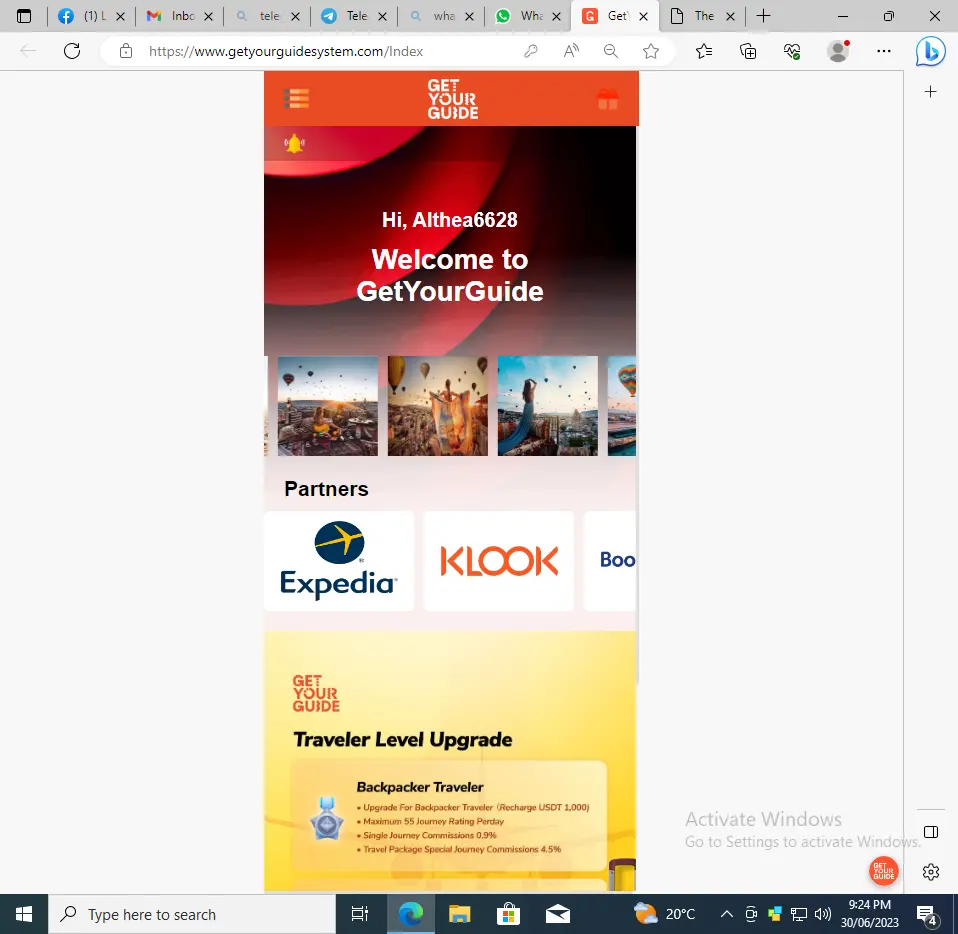 (1) L
Inbc
tele
Tele
wha
Wha
GetY
The
https://www.getyourguidesystem.com/Index
GET
YOUR
GUIDE
Hi, Althea6628
Welcome to
GetYourGuide
Partners
Expedia
KLOOK
Boo
GET
YOUR
GUIDE
Traveler Level Upgrade
Backpacker Traveler
• Upgrade For Backpacker Traveler (Recharge USDT 1,000)
• Maximum 55 Journey Rating Perday
• Single Journey Commissions 0.9%
• Travel Package Special Journey Commissions 4.5%
Activate Windows
Go to Settings to activate Windows.
GET
YOUR
GUIDE
Type here to search
20°C
9:24 PM
30/06/2023
4